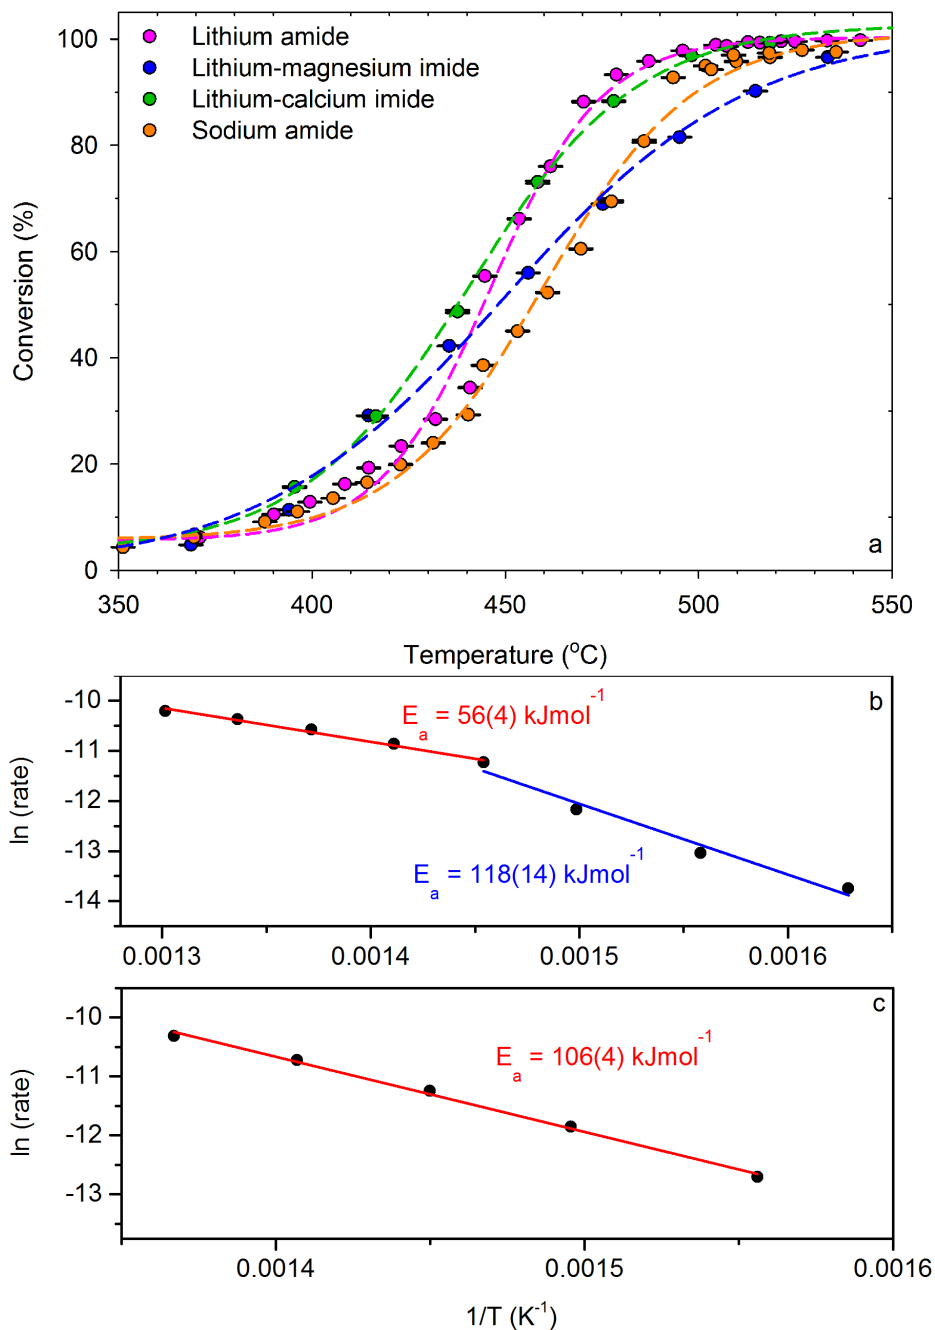 100
80
60
40
20
0
Conversion (%)
Lithium amide
Lithium-magnesium imide
Lithium-calcium imide
Sodium amide
a
350
400
450
500
550
Temperature (°C)
-10
-11
-12
-13
-14
ln (rate)
Eₐ = 56(4) kJmol⁻¹
b
Eₐ = 118(14) kJmol⁻¹
0.0013
0.0014
0.0015
0.0016
-10
-11
-12
-13
ln (rate)
c
Eₐ = 106(4) kJmol⁻¹
0.0014
0.0015
0.0016
1/T (K⁻¹)